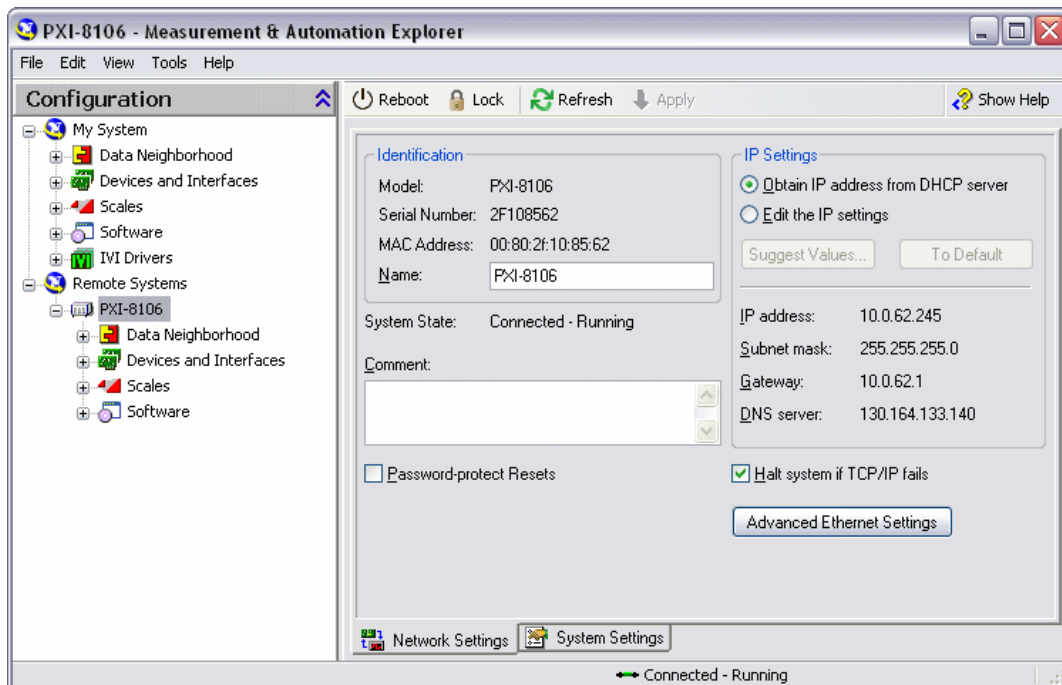 PXI-8106 - Measurement & Automation Explorer
File Edit View Tools Help
Configuration
My System
Data Neighborhood
Devices and Interfaces
Scales
Software
IVI Drivers
Remote Systems
PXI-8106
Data Neighborhood
Devices and Interfaces
Scales
Software
Reboot Lock Refresh Apply Show Help
Identification
Model: PXI-8106
Serial Number: 2F108562
MAC Address: 00:80:2f:10:85:62
Name: PXI-8106
System State: Connected - Running
Comment:
Password-protect Resets
IP Settings
Obtain IP address from DHCP server
Edit the IP settings
Suggest Values... To Default
IP address: 10.0.62.245
Subnet mask: 255.255.255.0
Gateway: 10.0.62.1
DNS server: 130.164.133.140
Halt system if TCP/IP fails
Advanced Ethernet Settings
Network Settings System Settings
Connected - Running